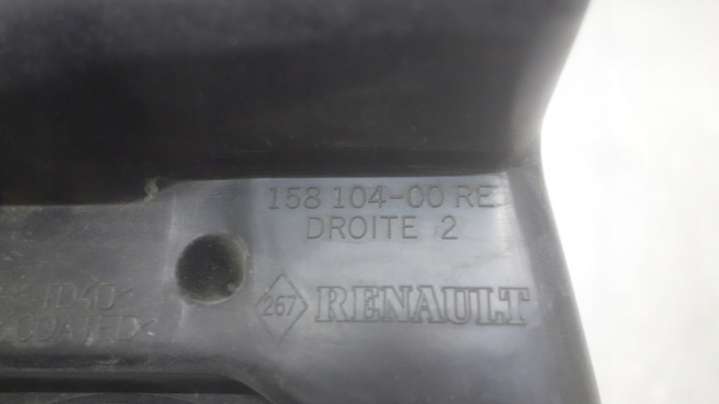 158 104-00 RE
DROITE 2
267 RENAULT